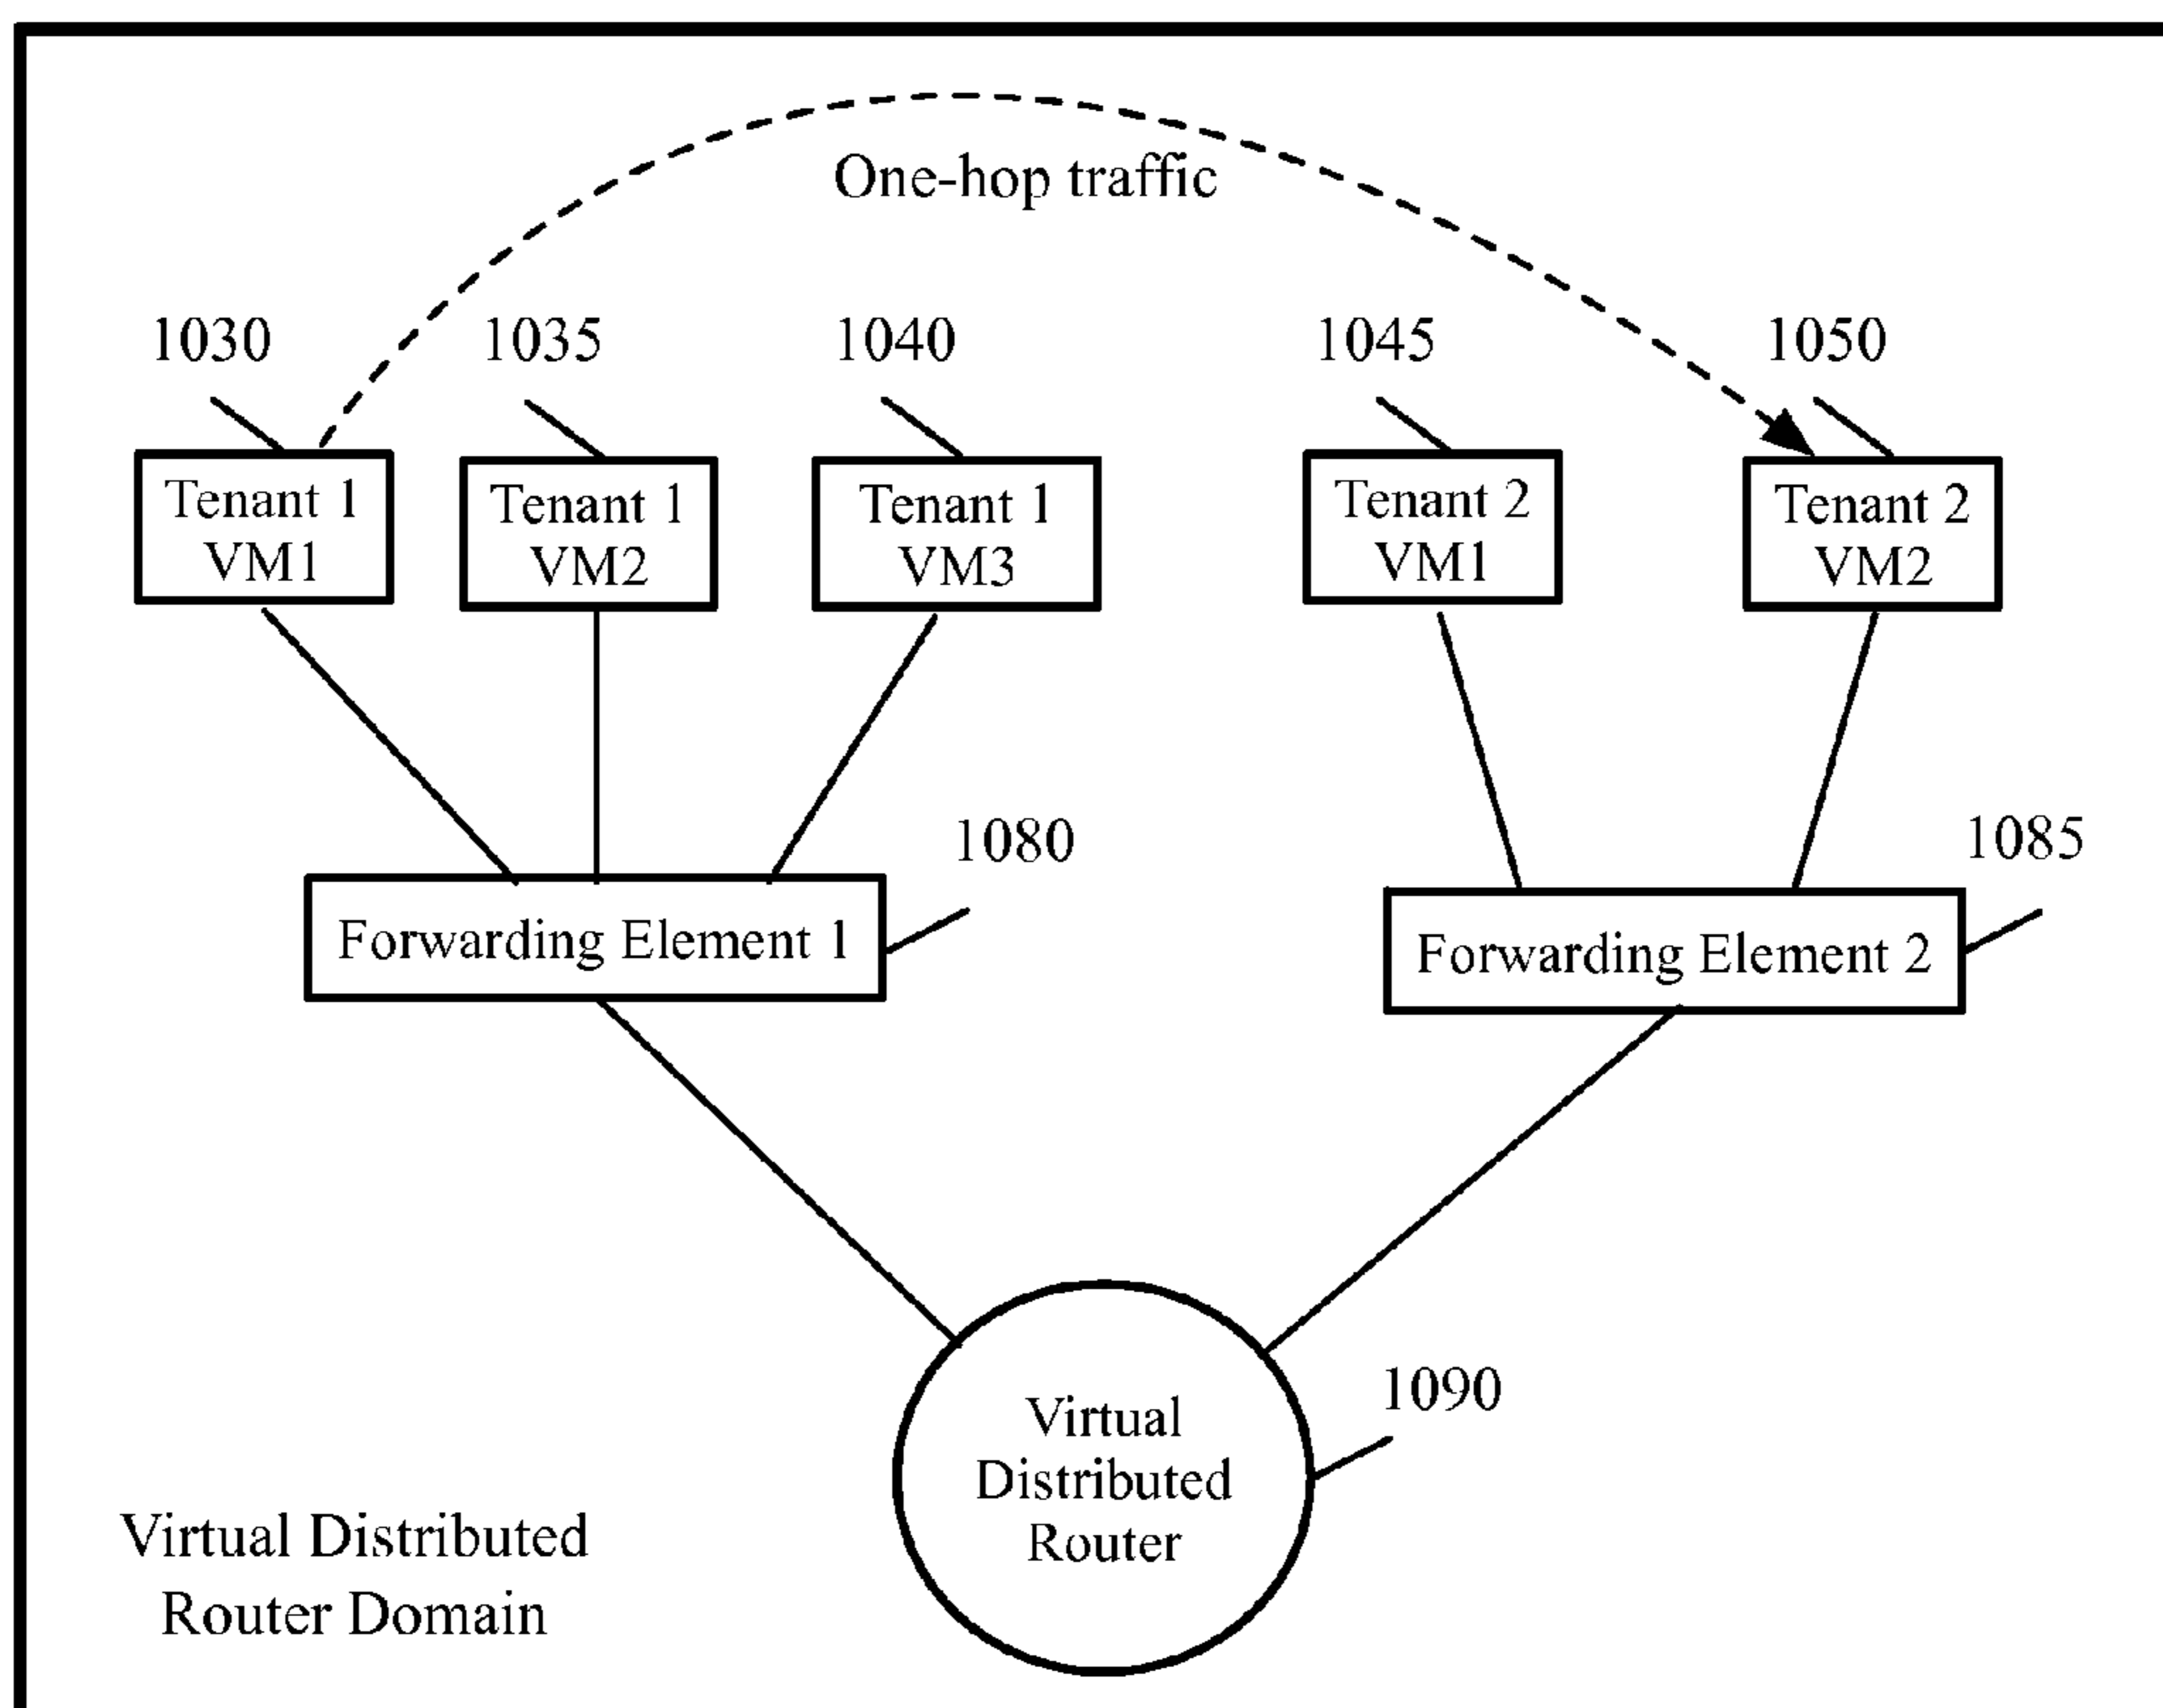 One-hop traffic
1030
1035
1040
1045
1050
Tenant 1
VM1
Tenant 1
VM2
Tenant 1
VM3
Tenant 2
VM1
Tenant 2
VM2
1080
1085
Forwarding Element 1
Forwarding Element 2
1090
Virtual
Distributed
Router
Virtual Distributed
Router Domain